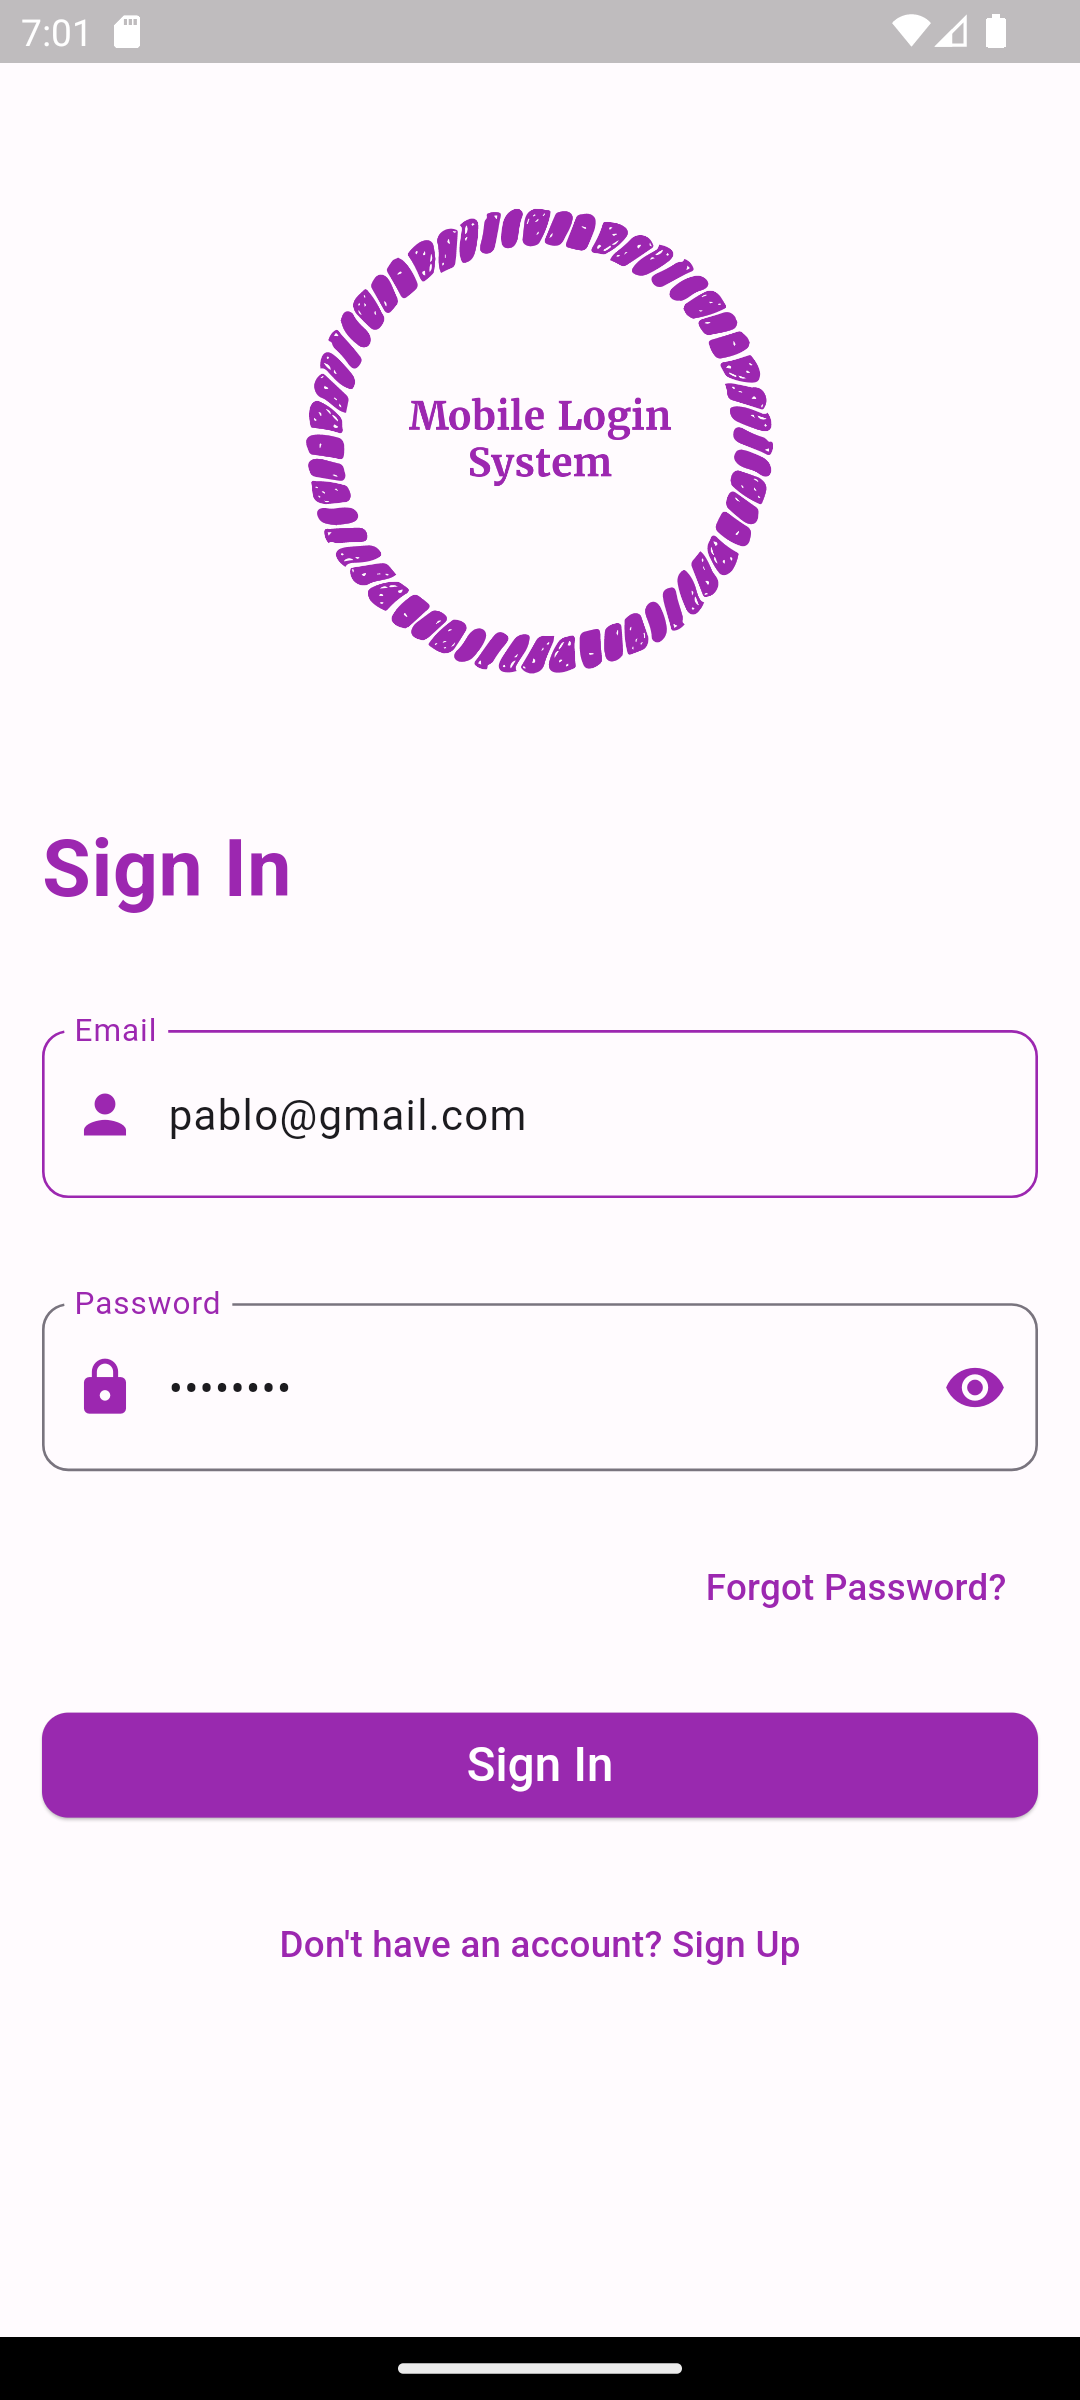 7:01
Mobile Login
System
Sign In
Email
pablo@gmail.com
Password
••••••••
Forgot Password?
Sign In
Don't have an account? Sign Up